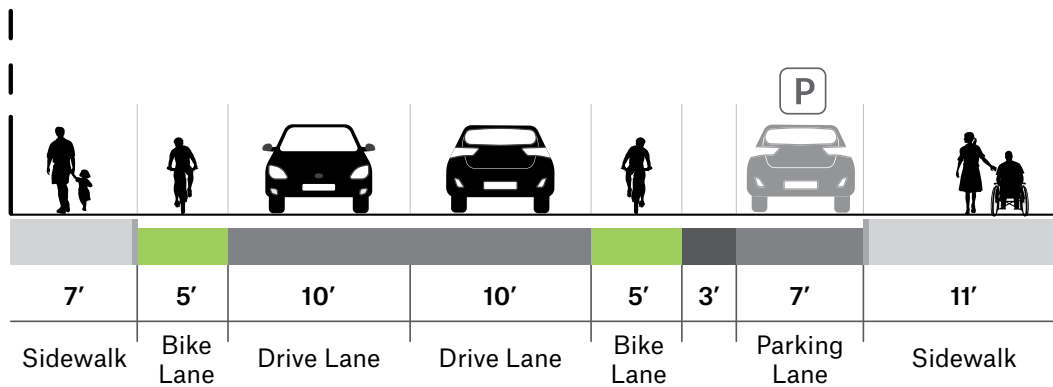 P
7′ 5′ 10′ 10′ 5′ 3′ 7′ 11′
Sidewalk
Bike
Lane
Drive Lane
Drive Lane
Bike
Lane
Parking
Lane
Sidewalk